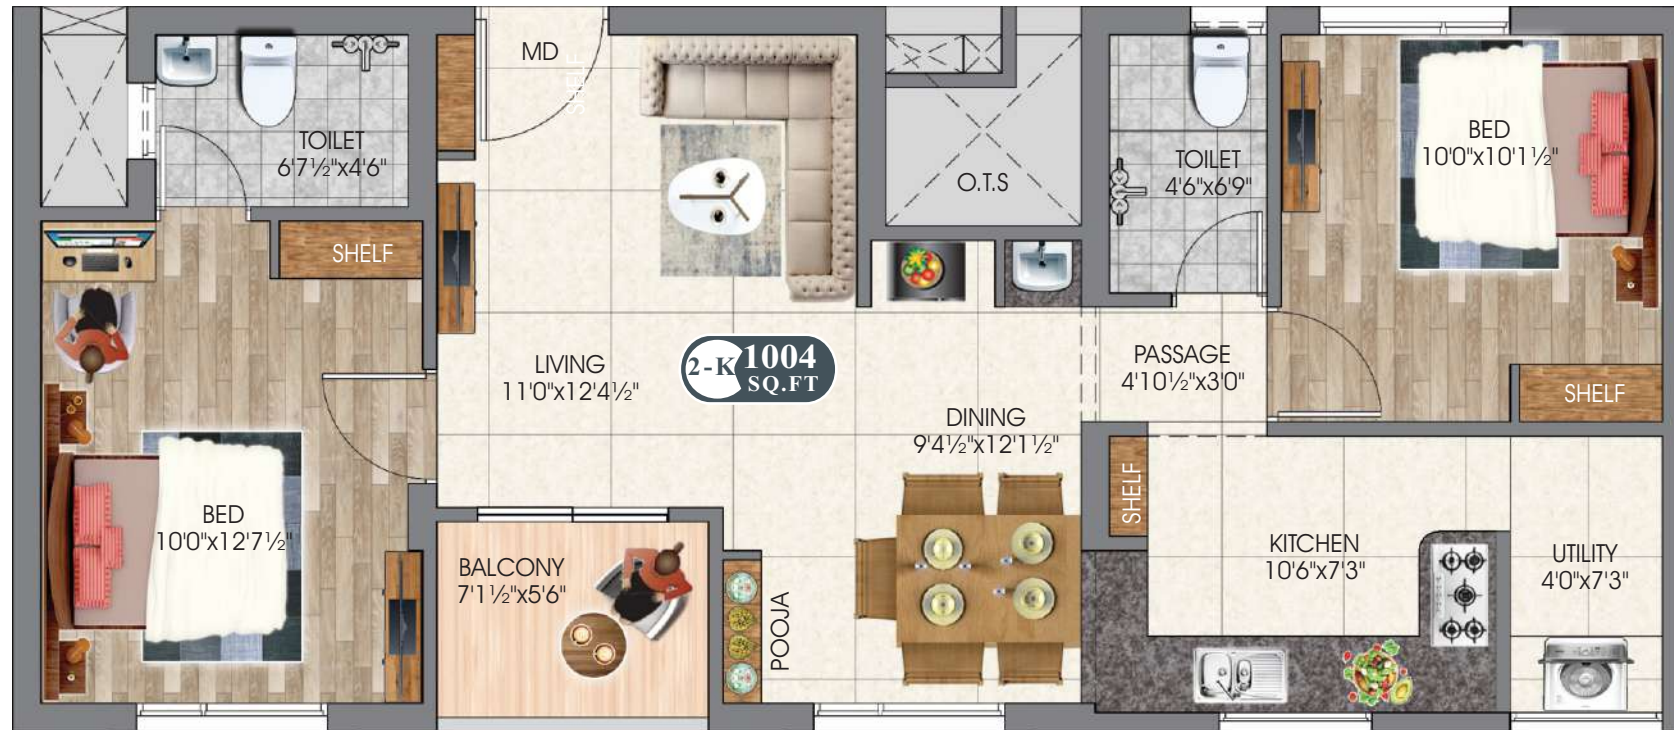 MD
SHELF
TOILET
6'7½"x4'6"
SHELF
BED
10'0"x12'7½"
LIVING
11'0"x12'4½"
2-K 1004
SQ.FT
O.T.S
TOILET
4'6"x6'9"
BED
10'0"x10'1½"
PASSAGE
4'10½"x3'0"
SHELF
DINING
9'4½"x12'1½"
BALCONY
7'1½"x5'6"
POOJA
SHELF
KITCHEN
10'6"x7'3"
UTILITY
4'0"x7'3"